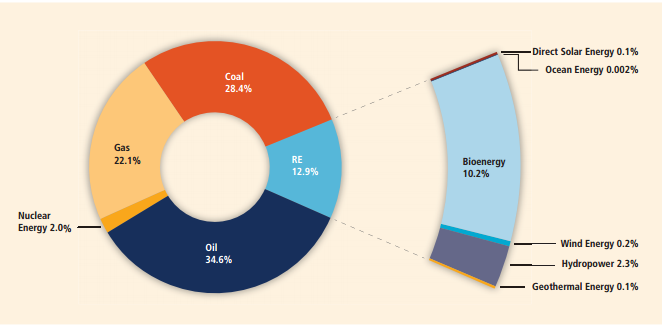 Coal
28.4%
Gas
22.1%
RE
12.9%
Nuclear
Energy 2.0%
Oil
34.6%
Direct Solar Energy 0.1%
Ocean Energy 0.002%
Bioenergy
10.2%
Wind Energy 0.2%
Hydropower 2.3%
Geothermal Energy 0.1%